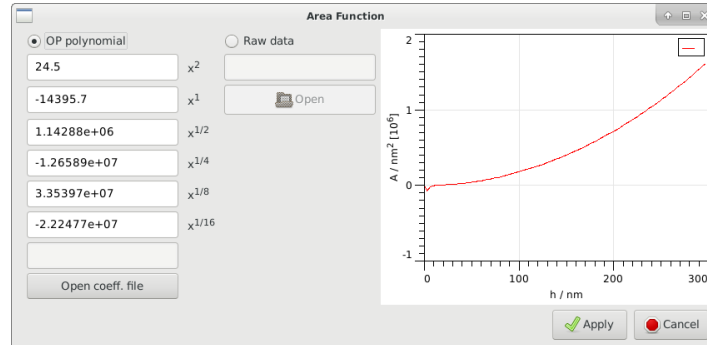 Area Function
OP polynomial
Raw data
24.5 x2
-14395.7 x1
Open
1.14288e+06 x1/2
-1.26589e+07 x1/4
3.35397e+07 x1/8
-2.22477e+07 x1/16
Open coeff. file
A / nm2 [106]
2
1
0
-1
0 100 200 300
h / nm
Apply
Cancel